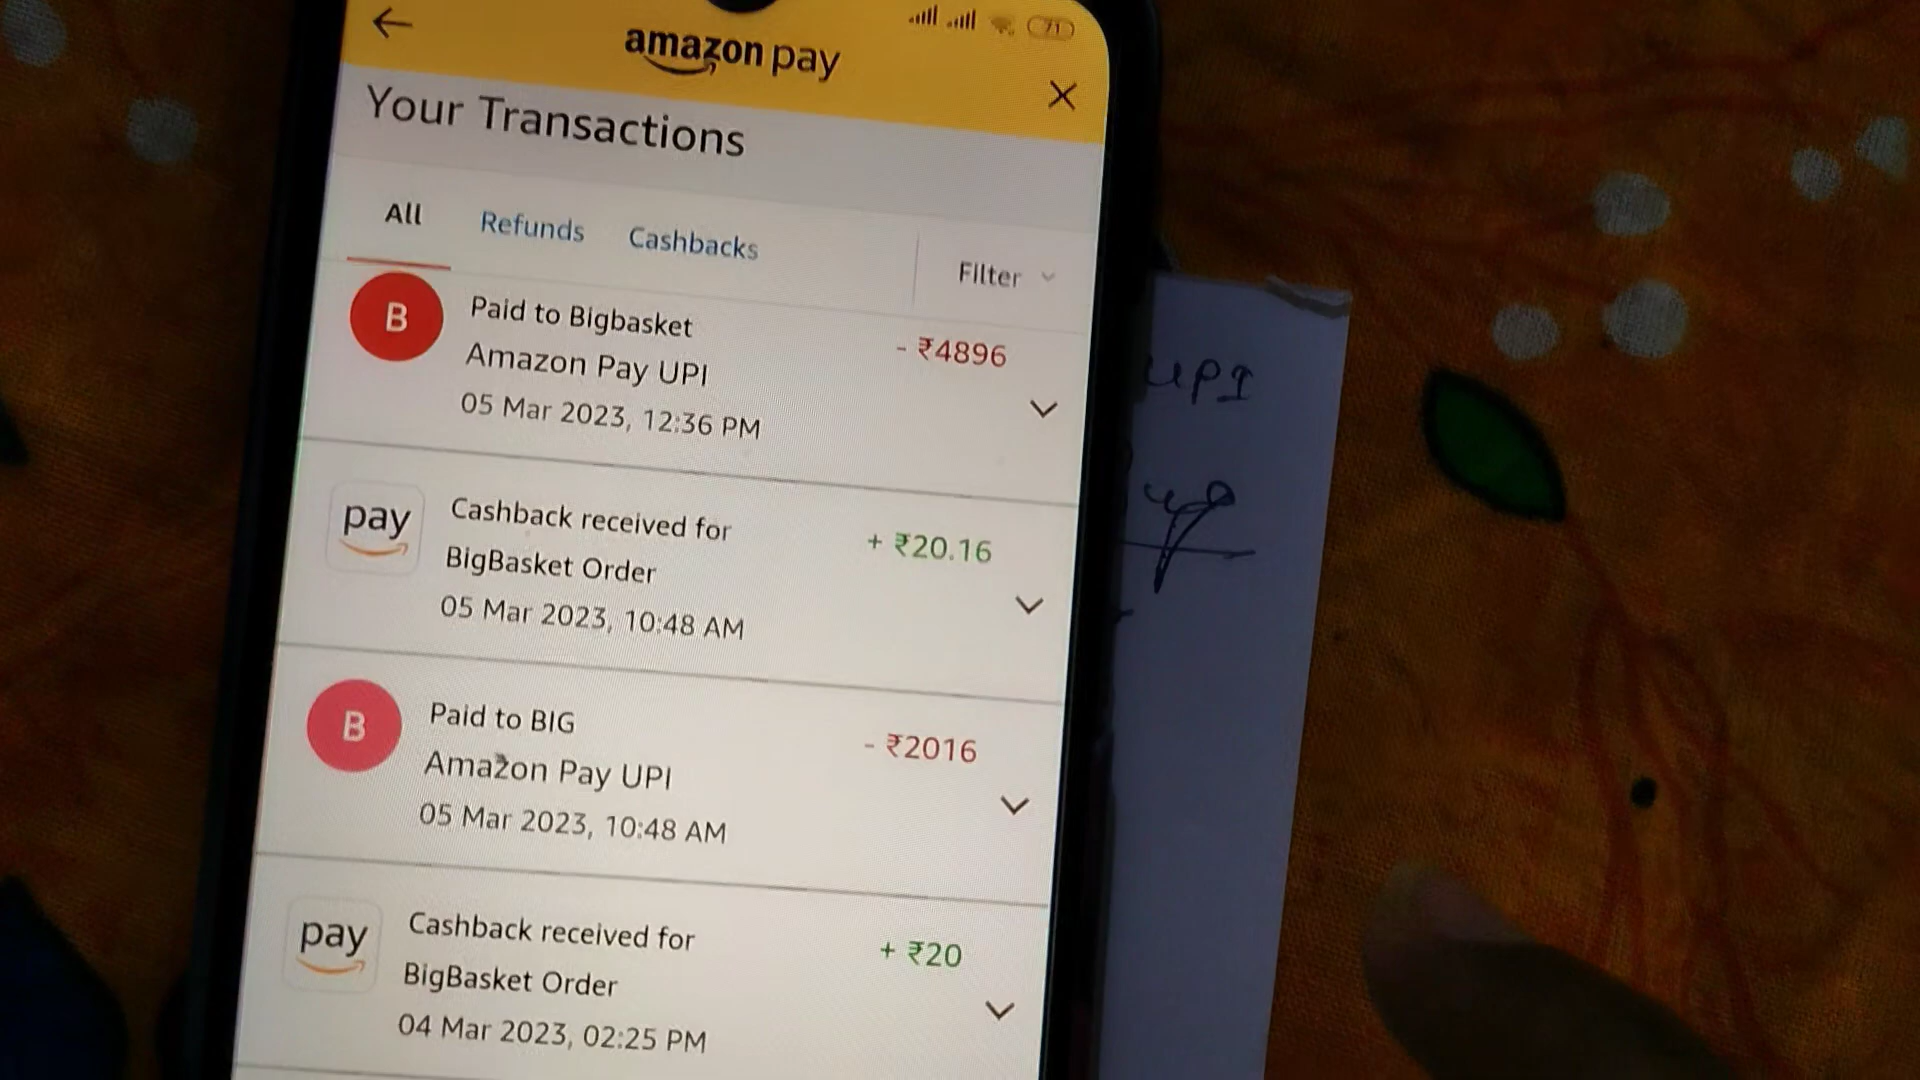 amazon pay
71
Your Transactions
All Refunds Cashbacks Filter
B
Paid to Bigbasket
- ₹4896
Amazon Pay UPI
05 Mar 2023, 12:36 PM
pay
Cashback received for
+ ₹20.16
BigBasket Order
05 Mar 2023, 10:48 AM
B
Paid to BIG
- ₹2016
Amazon Pay UPI
05 Mar 2023, 10:48 AM
pay
Cashback received for
+ ₹20
BigBasket Order
04 Mar 2023, 02:25 PM
UPI